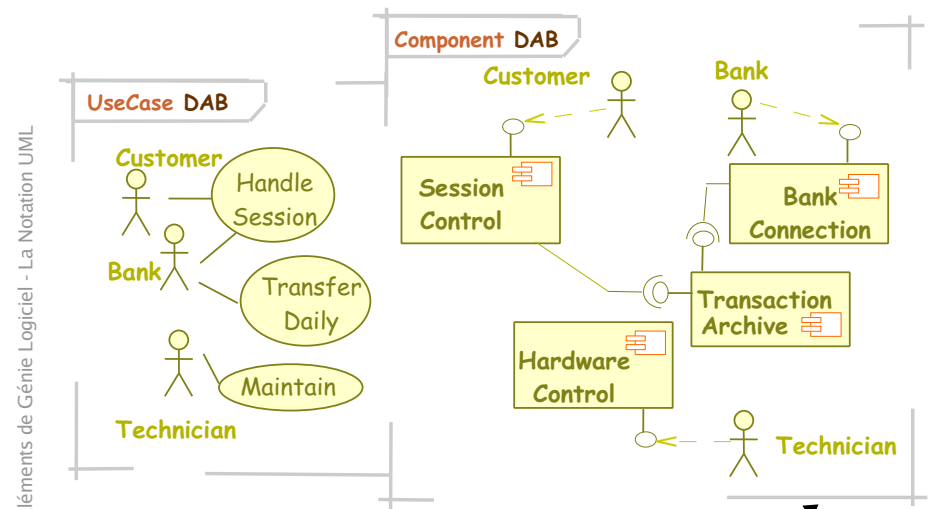 Component DAB
Customer
Bank
UseCase DAB
léments de Génie Logiciel - La Notation UML
Customer
Handle
Session
Bank
Transfer
Daily
Maintain
Technician
Session
Control
Bank
Connection
Transaction
Archive
Hardware
Control
Technician